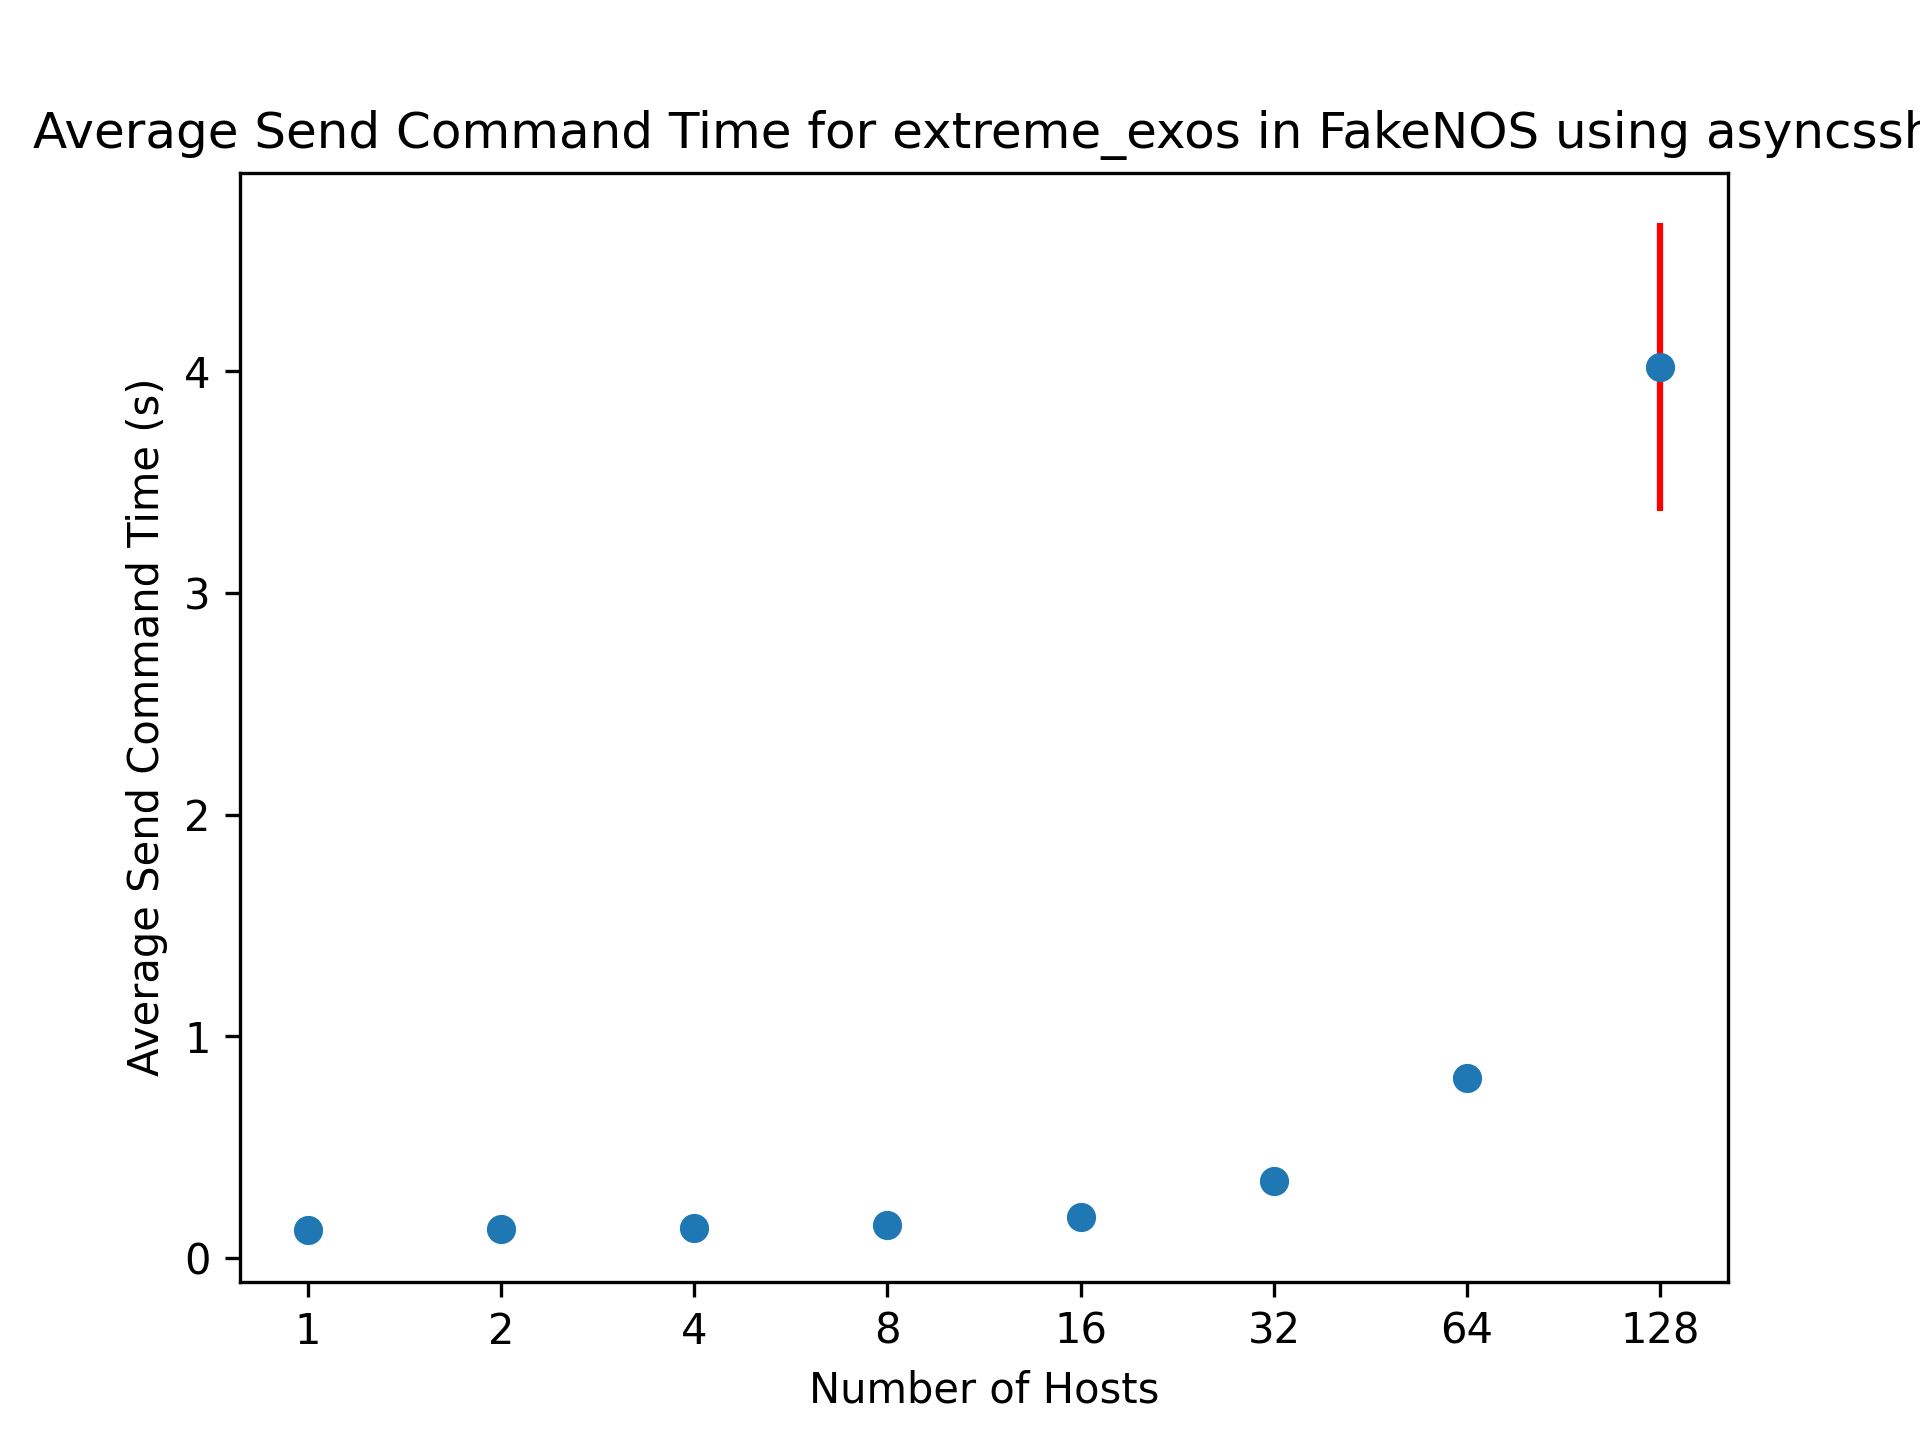 Average Send Command Time for extreme_exos in FakeNOS using asyncssh
Average Send Command Time (s)
4
3
2
1
0
1 2 4 8 16 32 64 128
Number of Hosts